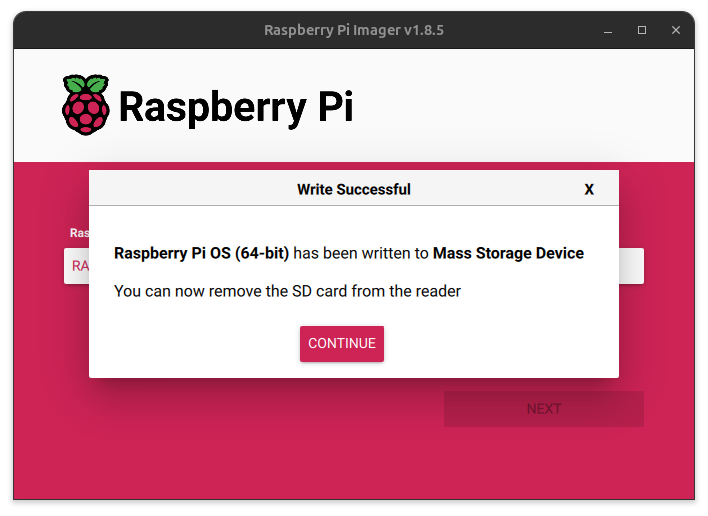 Raspberry Pi Imager v1.8.5
Raspberry Pi
Write Successful X
Ras
RA
Raspberry Pi OS (64-bit) has been written to Mass Storage Device
You can now remove the SD card from the reader
CONTINUE
NEXT